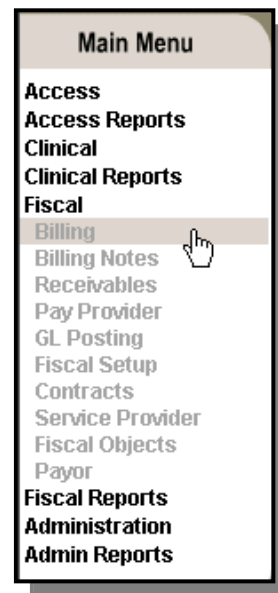 Main Menu
Access
Access Reports
Clinical
Clinical Reports
Fiscal
Billing
Billing Notes
Receivables
Pay Provider
GL Posting
Fiscal Setup
Contracts
Service Provider
Fiscal Objects
Payor
Fiscal Reports
Administration
Admin Reports